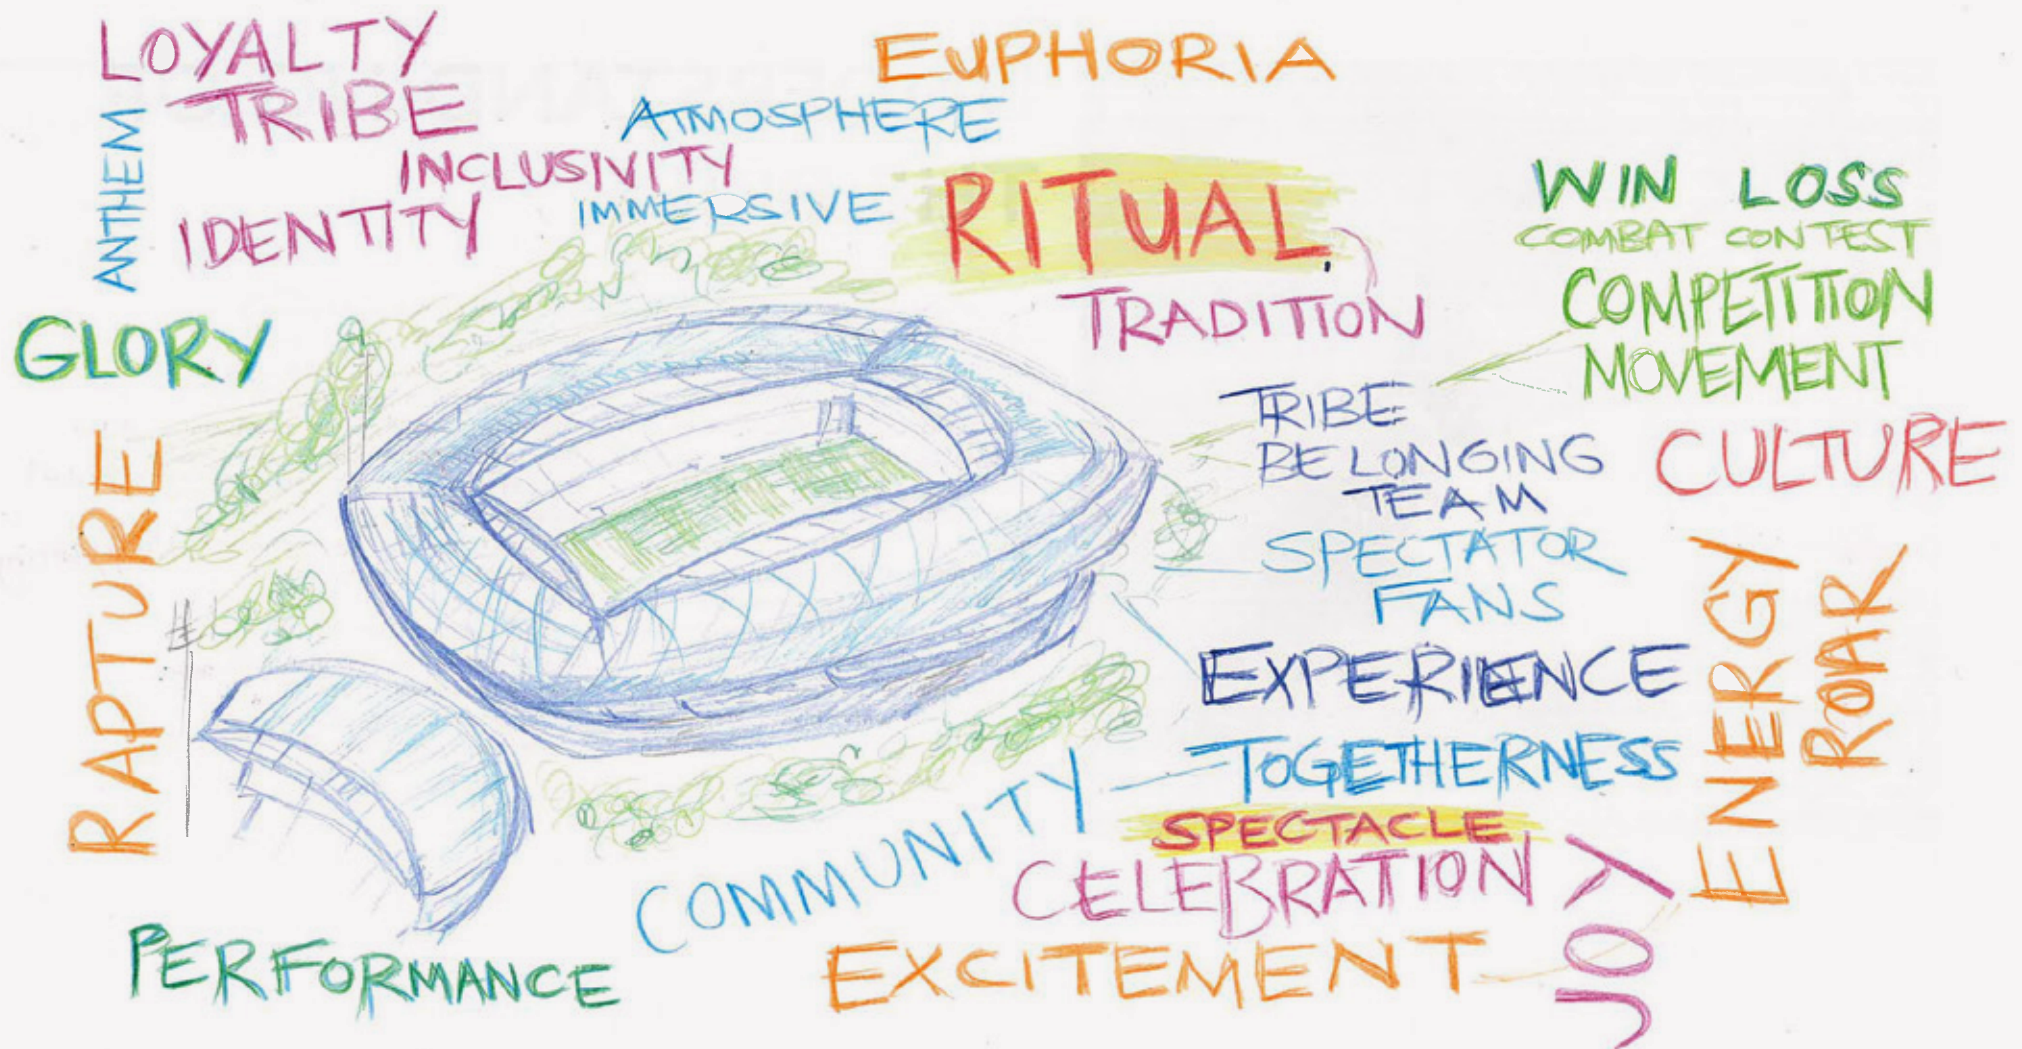 LOYALTY
TRIBE
ANTHEM
INCLUSIVITY
IDENTITY
GLORY
EUPHORIA
ATMOSPHERE
IMMERSIVE
RITUAL
TRADITION
WIN LOSS
COMBAT CONTEST
COMPETITION
MOVEMENT
TRIBE
BELONGING
TEAM
CULTURE
SPECTATOR
FANS
EXPERIENCE
TOGETHERNESS
COMMUNITY
SPECTACLE
CELEBRATION
EXCITEMENT
JOY
ENERGY
ROAR
RAPTURE
PERFORMANCE